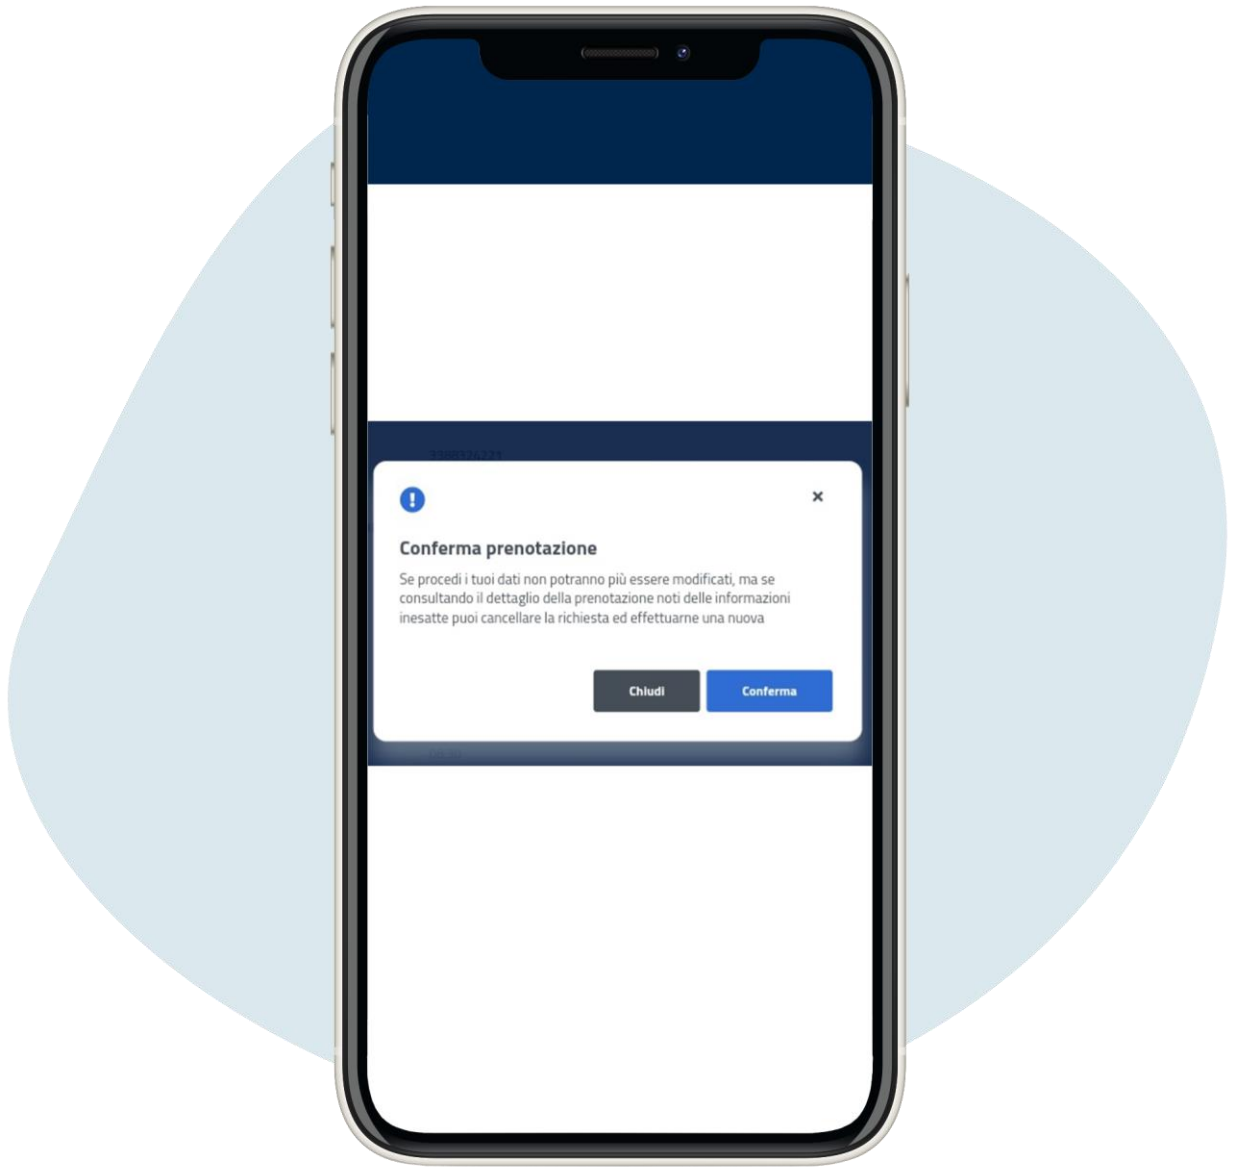 Conferma prenotazione
Se procedi i tuoi dati non potranno più essere modificati, ma se
consultando il dettaglio della prenotazione noti delle informazioni
inesatte puoi cancellare la richiesta ed effettuarne una nuova
Chiudi
Conferma